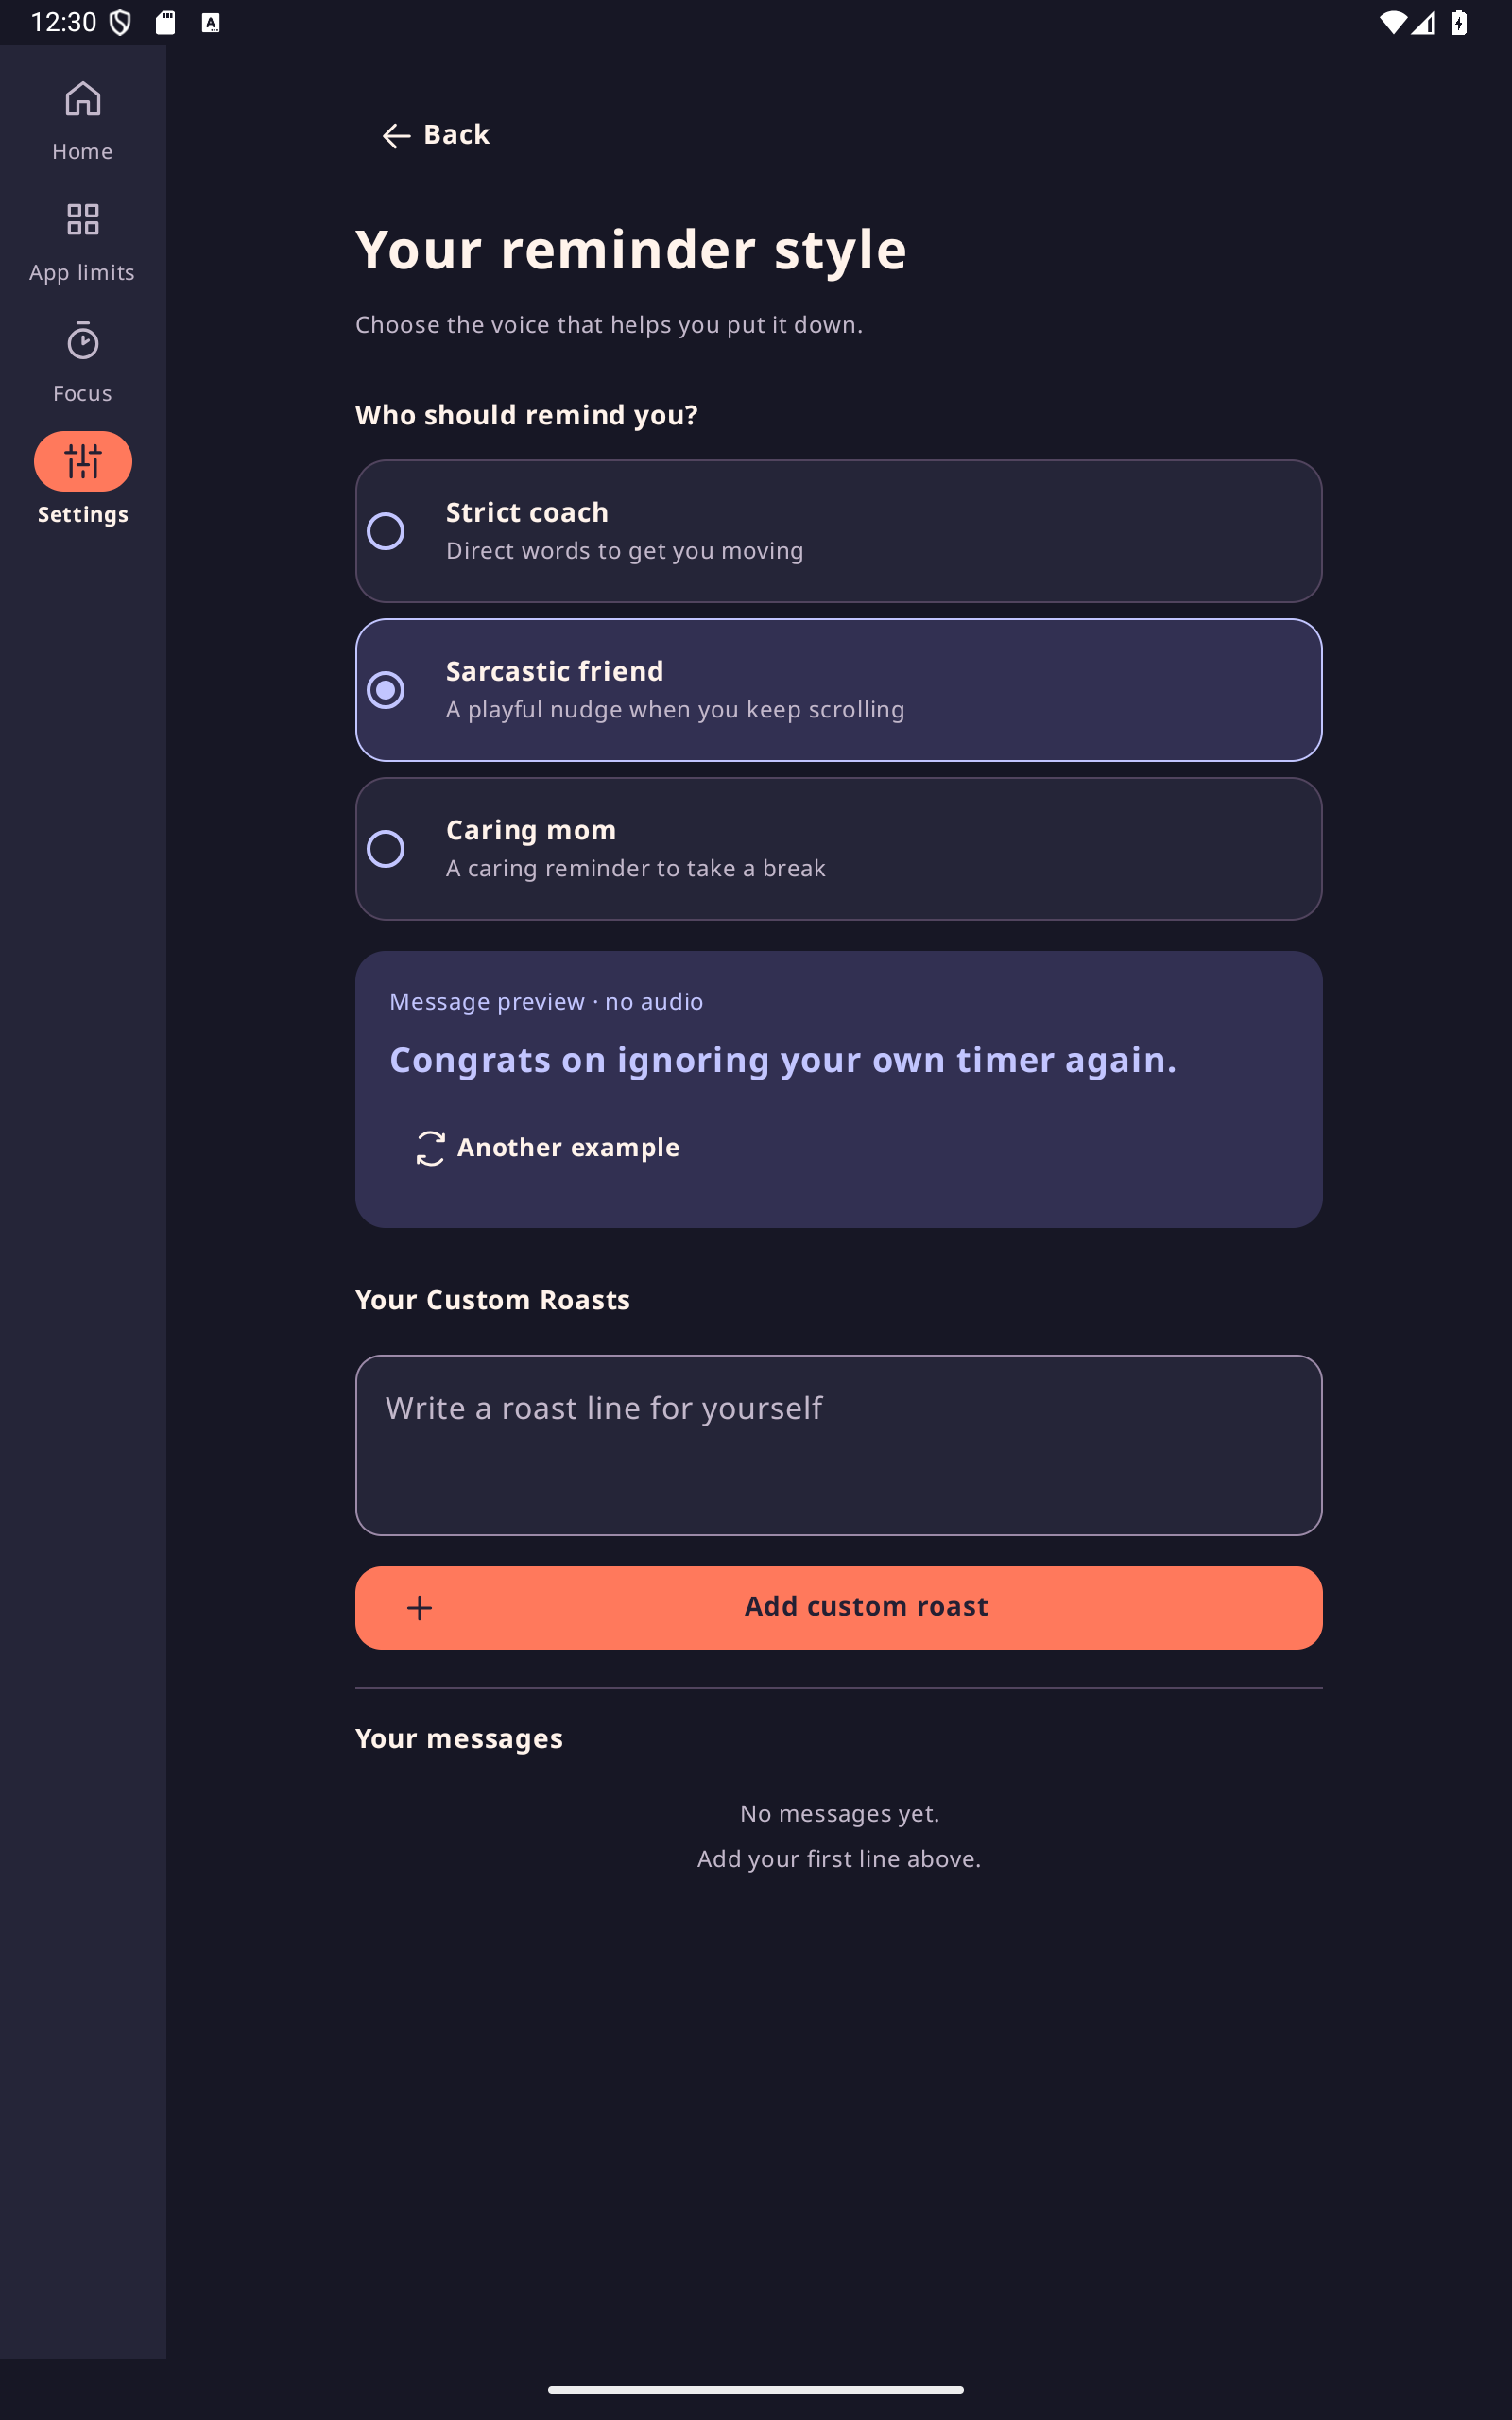 12:30
Home
App limits
Focus
Settings
Back
Your reminder style
Choose the voice that helps you put it down.
Who should remind you?
Strict coach
Direct words to get you moving
Sarcastic friend
A playful nudge when you keep scrolling
Caring mom
A caring reminder to take a break
Message preview · no audio
Congrats on ignoring your own timer again.
Another example
Your Custom Roasts
Write a roast line for yourself
Add custom roast
Your messages
No messages yet.
Add your first line above.